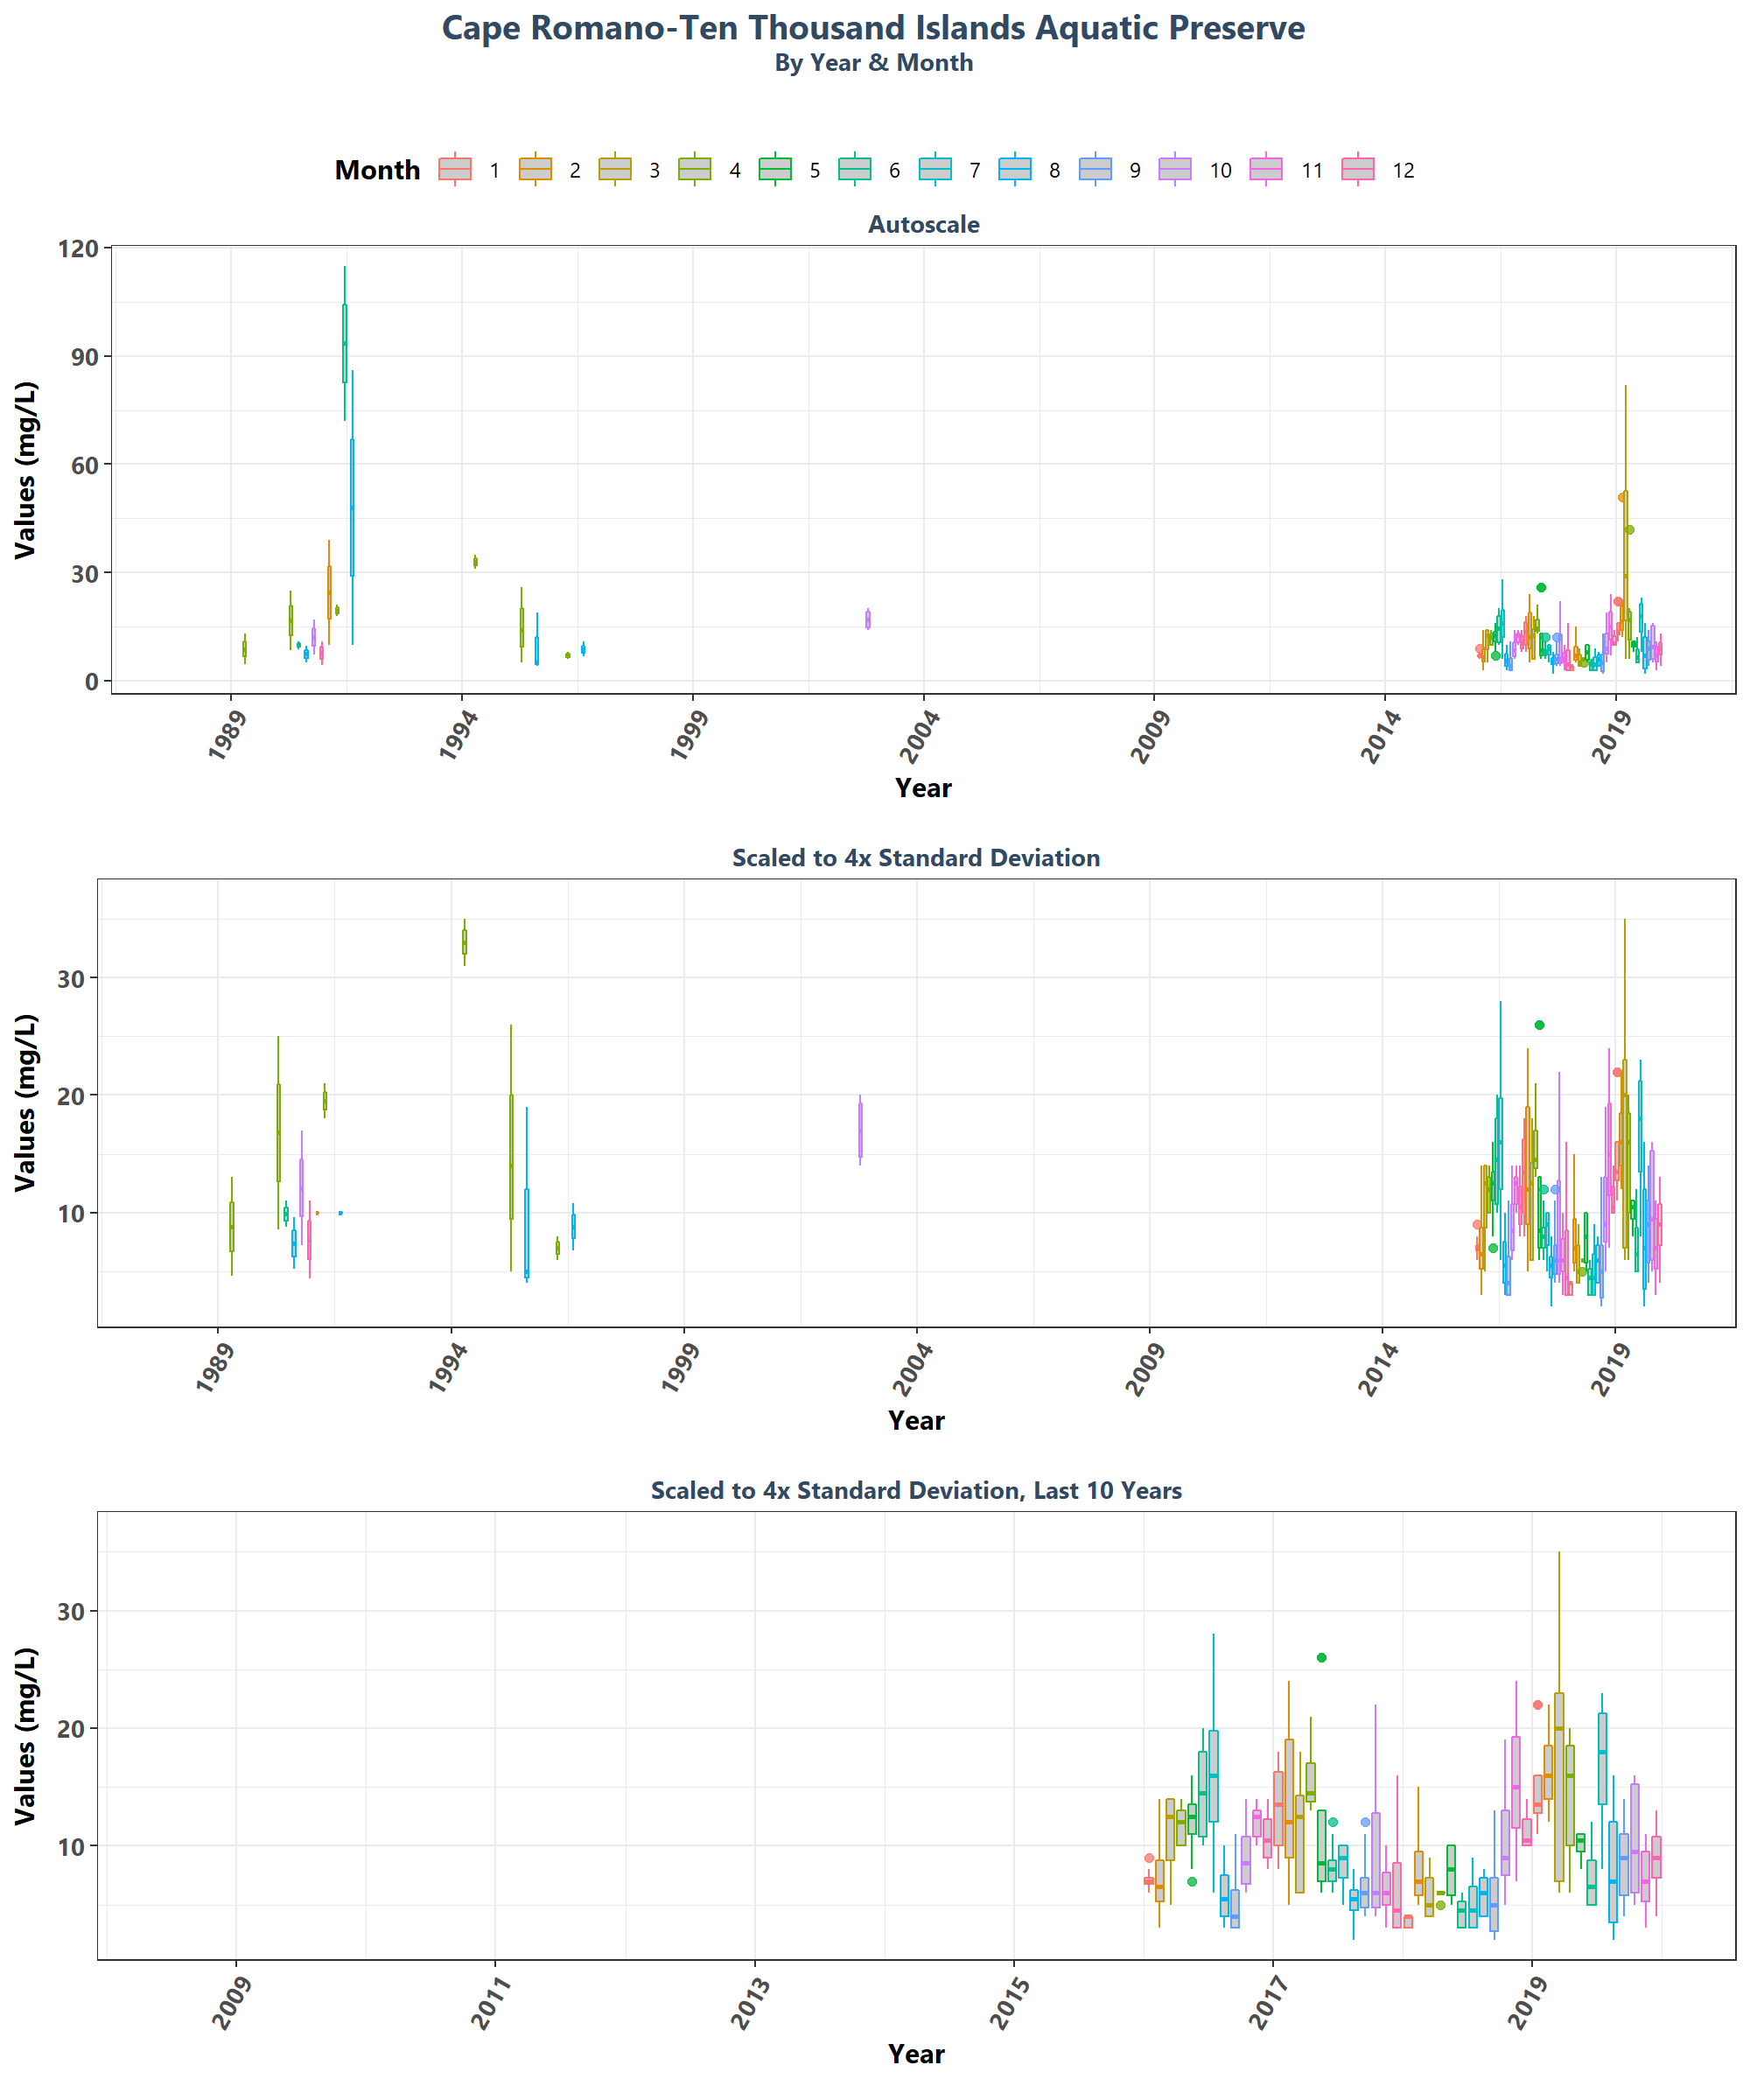 Cape Romano-Ten Thousand Islands Aquatic Preserve
By Year & Month
Month 1 2 3 4 5 6 7 8 9 10 11 12
Autoscale
Values (mg/L)
120
90
60
30
0
1989 1994 1999 2004 2009 2014 2019
Year
Scaled to 4x Standard Deviation
Values (mg/L)
30
20
10
1989 1994 1999 2004 2009 2014 2019
Year
Scaled to 4x Standard Deviation, Last 10 Years
Values (mg/L)
30
20
10
2009 2011 2013 2015 2017 2019
Year